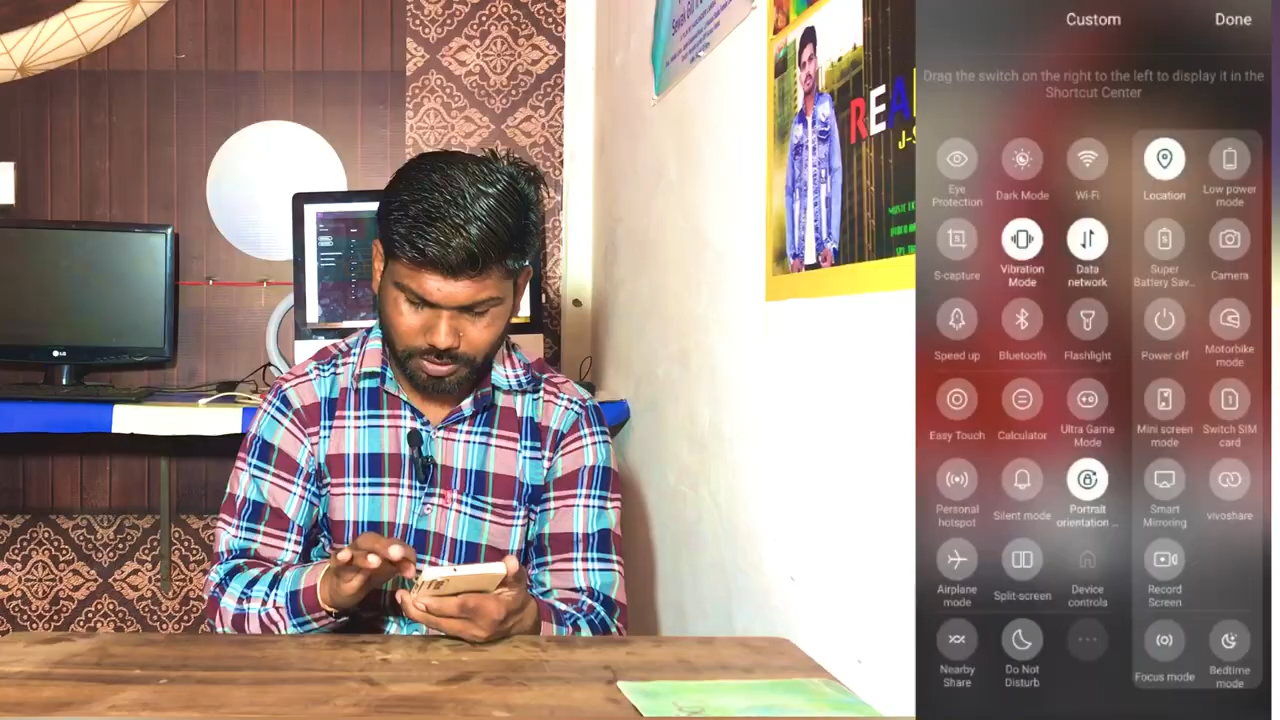 Custom
Done
Drag the switch on the right to the left to display it in the
Shortcut Center
Eye
Protection
Dark Mode
Wi-Fi
Location
Low power
mode
S-capture
Vibration
Mode
Data
network
Super
Battery Sav...
Camera
Speed up
Bluetooth
Flashlight
Power off
Motorbike
mode
Easy Touch
Calculator
Ultra Game
Mode
Mini screen
mode
Switch SIM
card
Personal
hotspot
Silent mode
Portrait
orientation ...
Smart
Mirroring
vivoshare
Airplane
mode
Split-screen
Device
controls
Record
Screen
Nearby
Share
Do Not
Disturb
Focus mode
Bedtime
mode
LG
REA
J-S